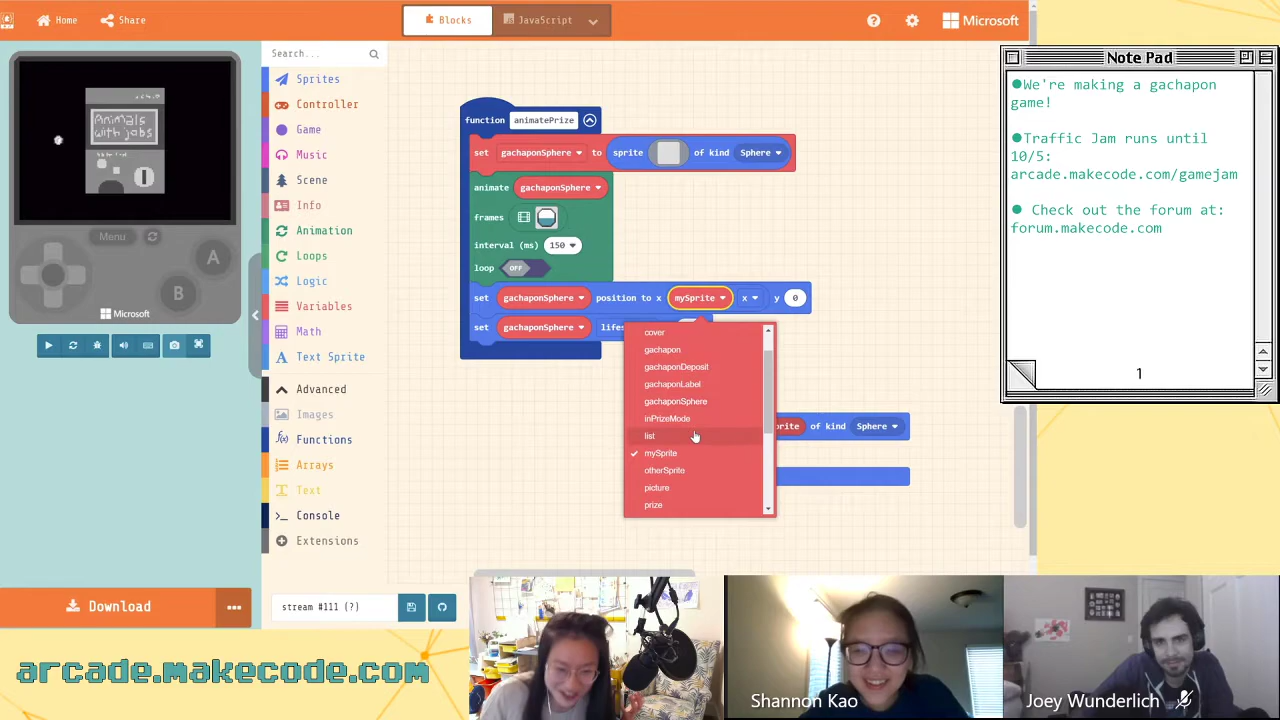 Home
Share
Blocks
JavaScript
Microsoft
Animals
with jabs
Menu
A
B
Microsoft
Download
Search...
Sprites
Controller
Game
Music
Scene
Info
Animation
Loops
Logic
Variables
Math
Text Sprite
Advanced
Images
Functions
Arrays
Text
Console
Extensions
stream #111 (?)
function animatePrize
set gachaponSphere to sprite of kind Sphere
animate gachaponSphere
frames
interval (ms) 150
loop OFF
set gachaponSphere position to x mySprite x y 0
set gachaponSphere
cover
gachapon
gachaponDeposit
gachaponLabel
gachaponSphere
inPrizeMode
list
mySprite
otherSprite
picture
prize
of kind Sphere
Note Pad
●We're making a gachapon
game!
●Traffic Jam runs until
10/5:
arcade.makecode.com/gamejam
● Check out the forum at:
forum.makecode.com
1
arcade.makecode.com
Shannon Kao
Joey Wunderli